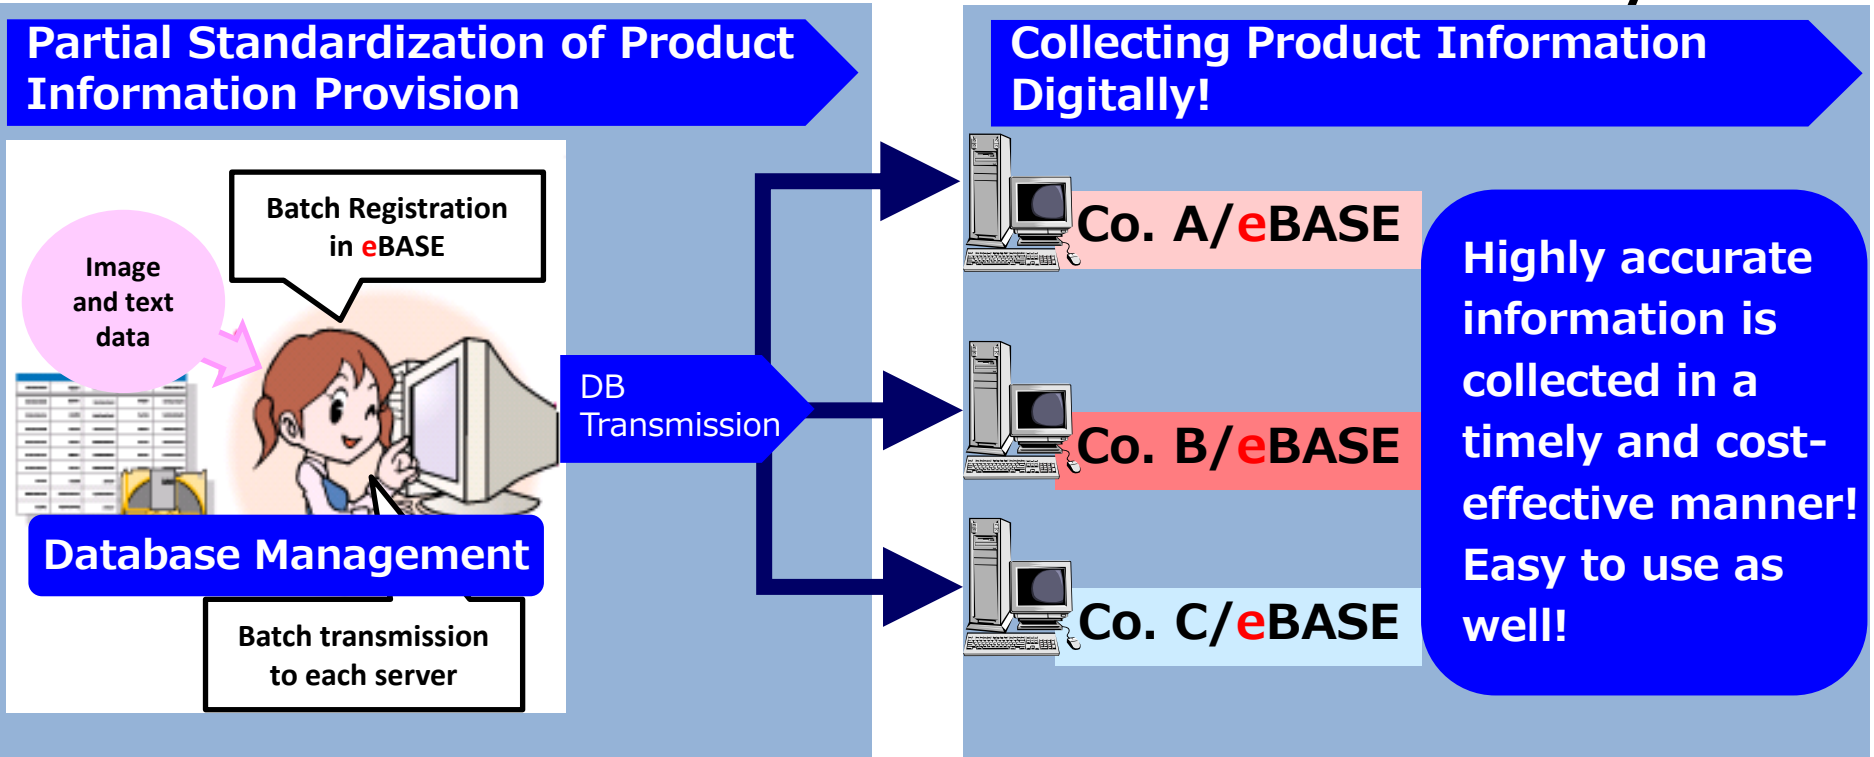 Partial Standardization of Product
Information Provision
Image
and text
data
Batch Registration
in eBASE
Database Management
Batch transmission
to each server
DB
Transmission
Collecting Product Information
Digitally!
Co. A/eBASE
Co. B/eBASE
Co. C/eBASE
Highly accurate
information is
collected in a
timely and cost-
effective manner!
Easy to use as
well!